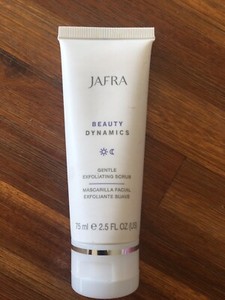 JAFRA
BEAUTY
DYNAMICS
GENTLE
EXFOLIATING SCRUB
MASCARILLA FACIAL
EXFOLIANTE SUAVE
75 ml e 2.5 FL OZ (US)